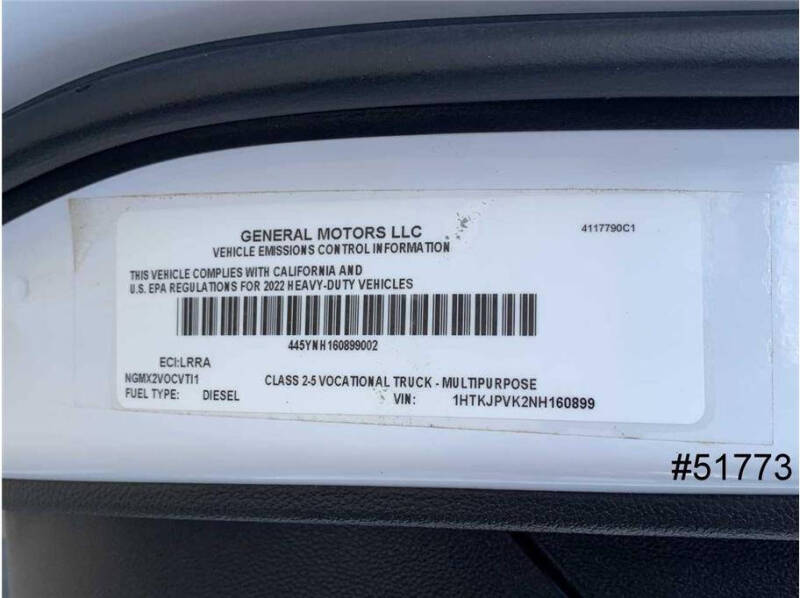 GENERAL MOTORS LLC
4117790C1
VEHICLE EMISSIONS CONTROL INFORMATION
THIS VEHICLE COMPLIES WITH CALIFORNIA AND
U.S. EPA REGULATIONS FOR 2022 HEAVY-DUTY VEHICLES
445YNH160899002
ECI:LRRA
NGMX2VOCVTI1 CLASS 2-5 VOCATIONAL TRUCK - MULTIPURPOSE
FUEL TYPE: DIESEL VIN: 1HTKJPVK2NH160899
#51773